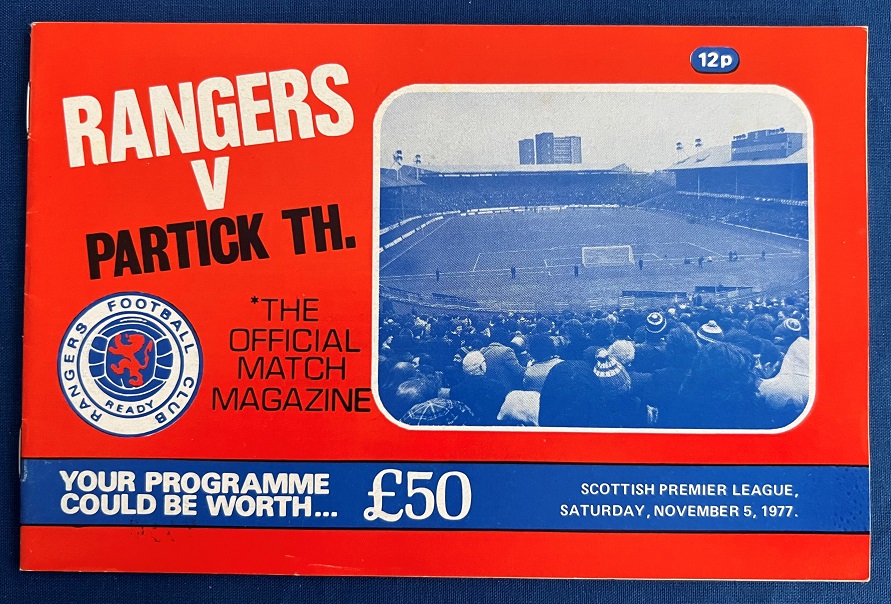 12p
RANGERS
V
PARTICK TH.
*THE
OFFICIAL
MATCH
MAGAZINE
RANGERS FOOTBALL CLUB
READY
YOUR PROGRAMME
COULD BE WORTH... £50
SCOTTISH PREMIER LEAGUE,
SATURDAY, NOVEMBER 5, 1977.